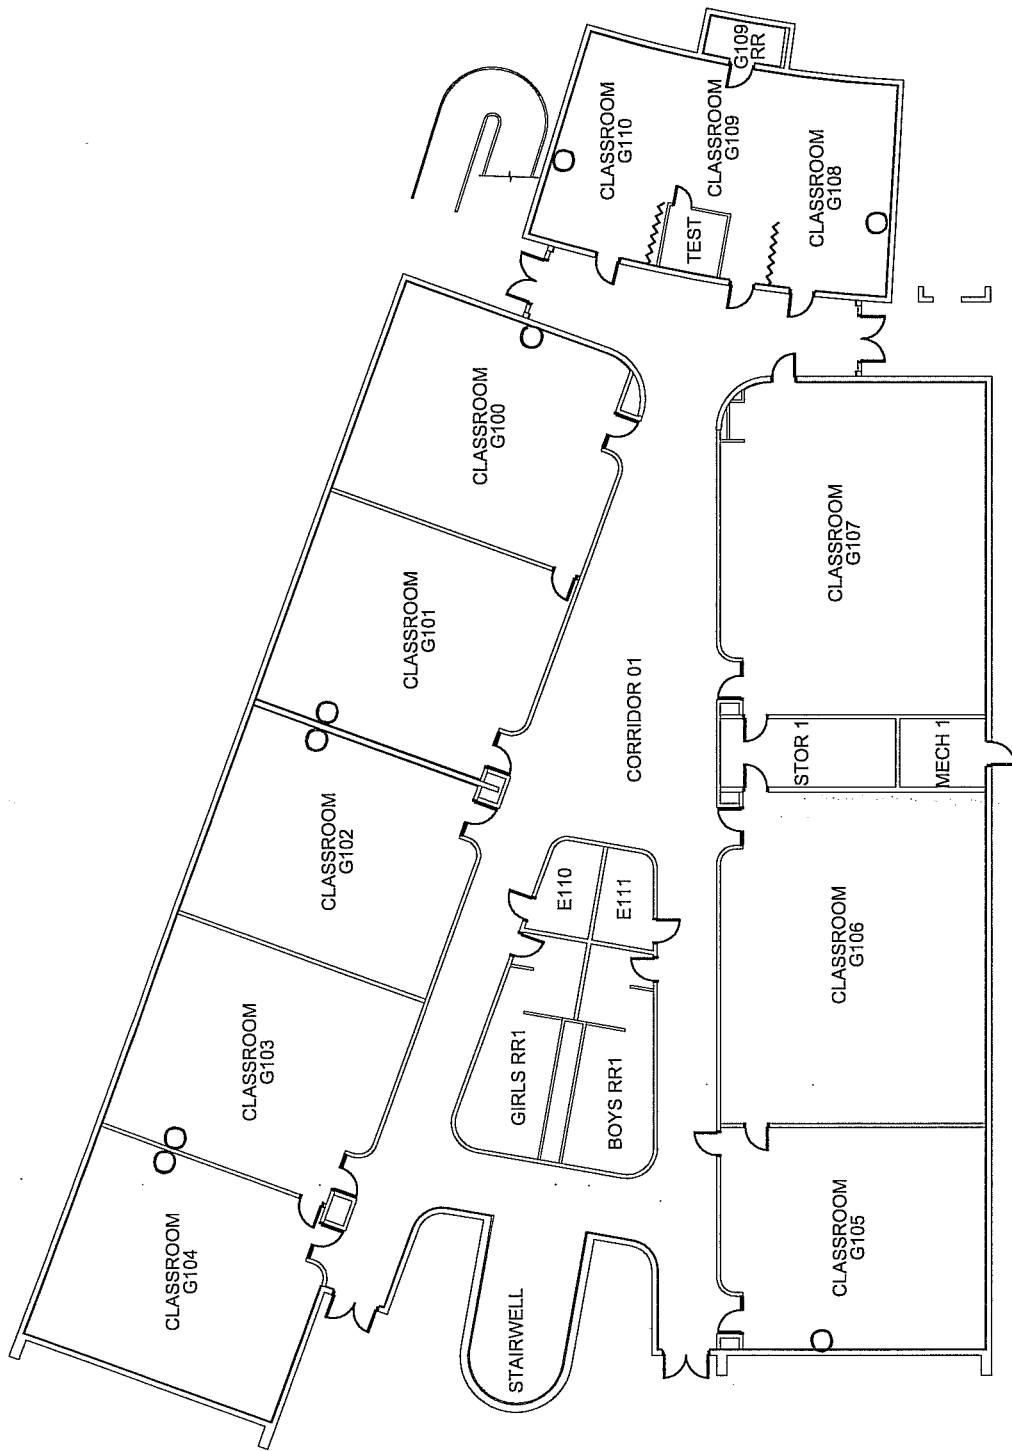 CLASSROOM
G104
CLASSROOM
G103
CLASSROOM
G102
CLASSROOM
G101
CLASSROOM
G100
STAIRWELL
GIRLS RR1
BOYS RR1
E110
E111
CORRIDOR 01
CLASSROOM
G110
TEST
CLASSROOM
G109
G109
RR
CLASSROOM
G108
CLASSROOM
G105
CLASSROOM
G106
STOR 1
MECH 1
CLASSROOM
G107